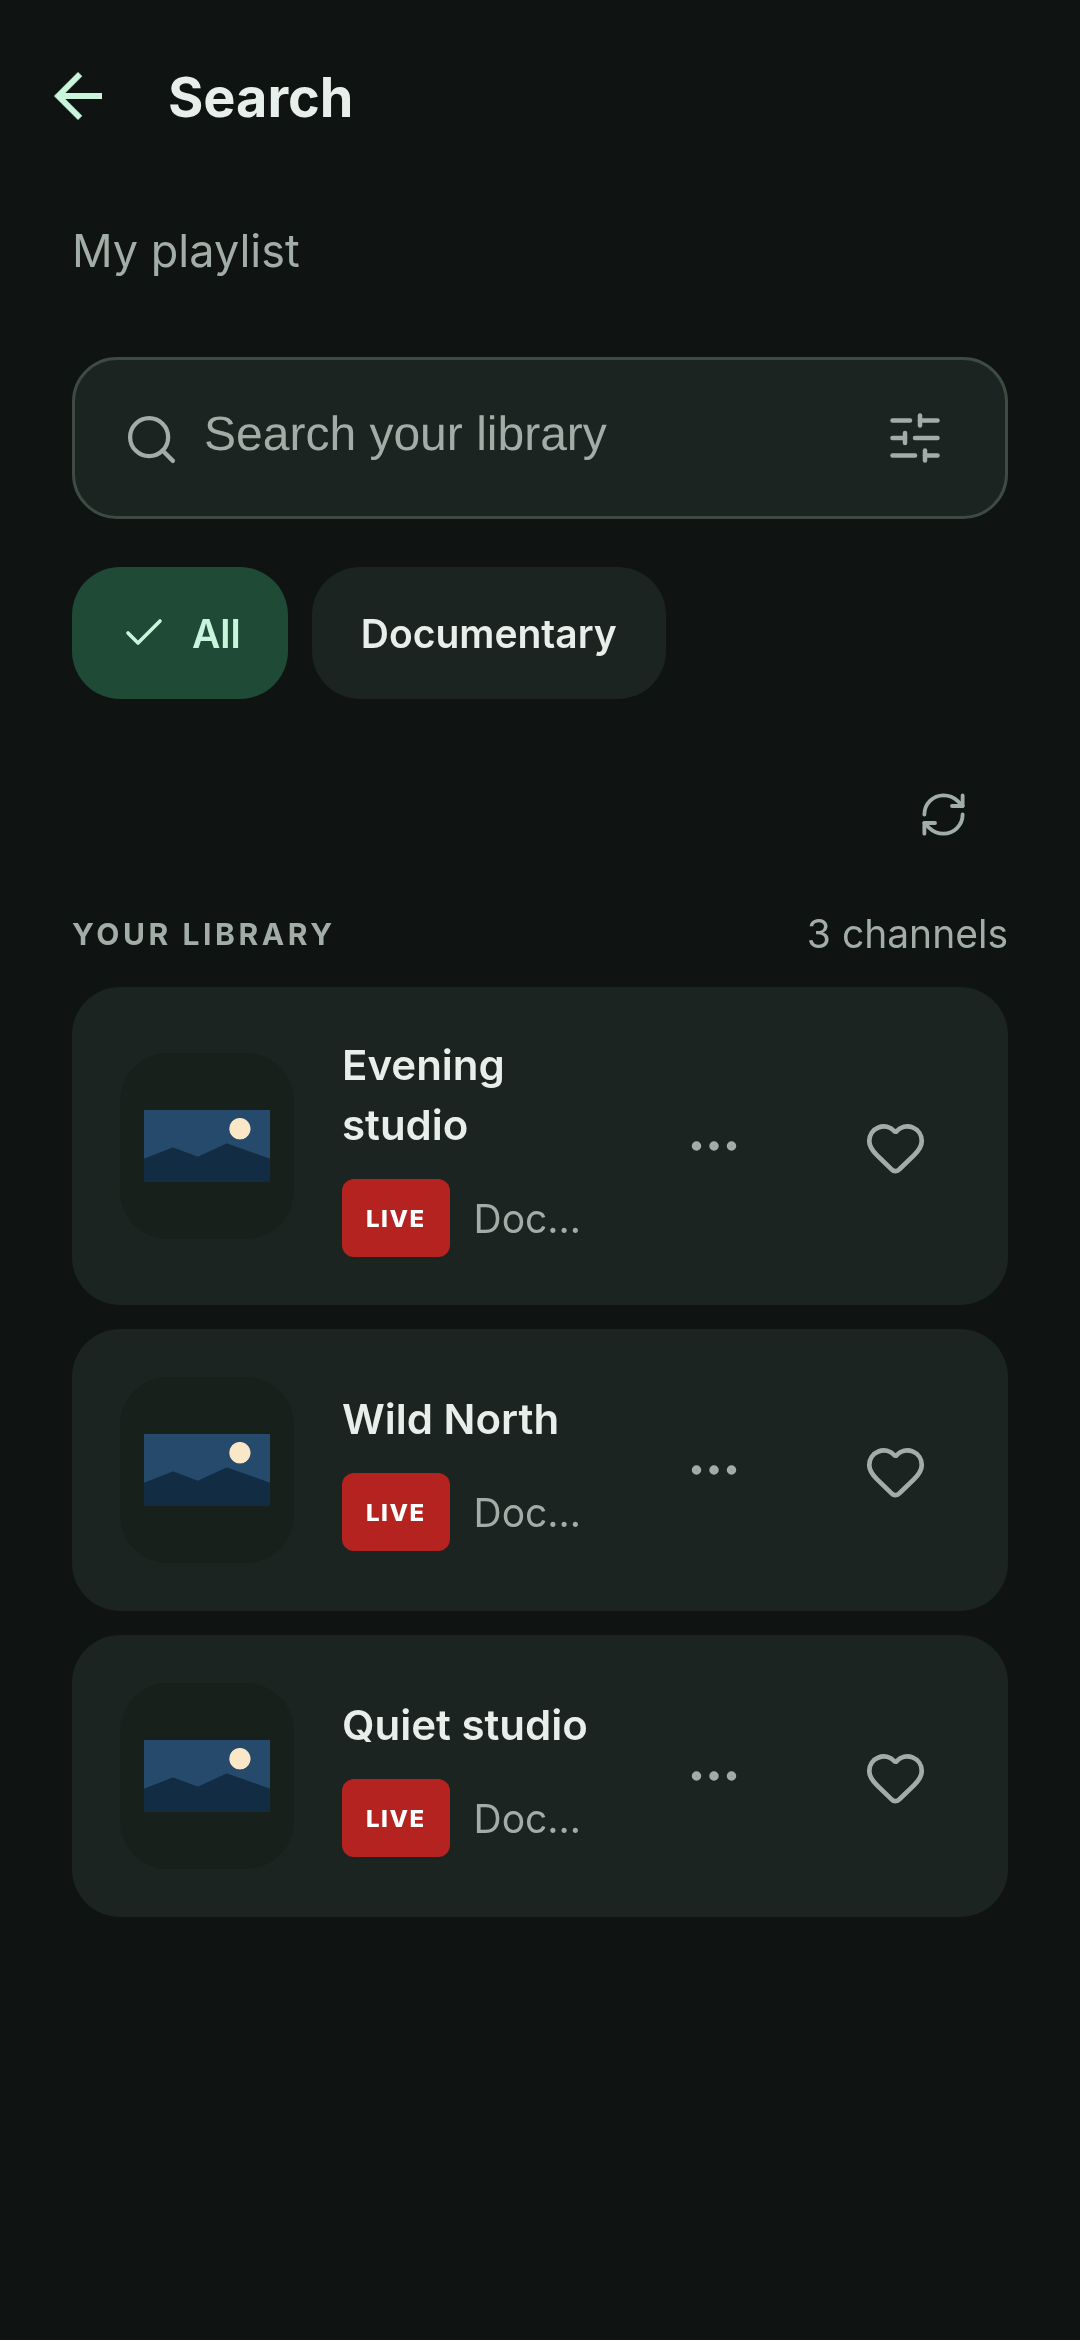 Search
My playlist
Search your library
All
Documentary
YOUR LIBRARY
3 channels
Evening
studio
LIVE
Doc...
Wild North
LIVE
Doc...
Quiet studio
LIVE
Doc...